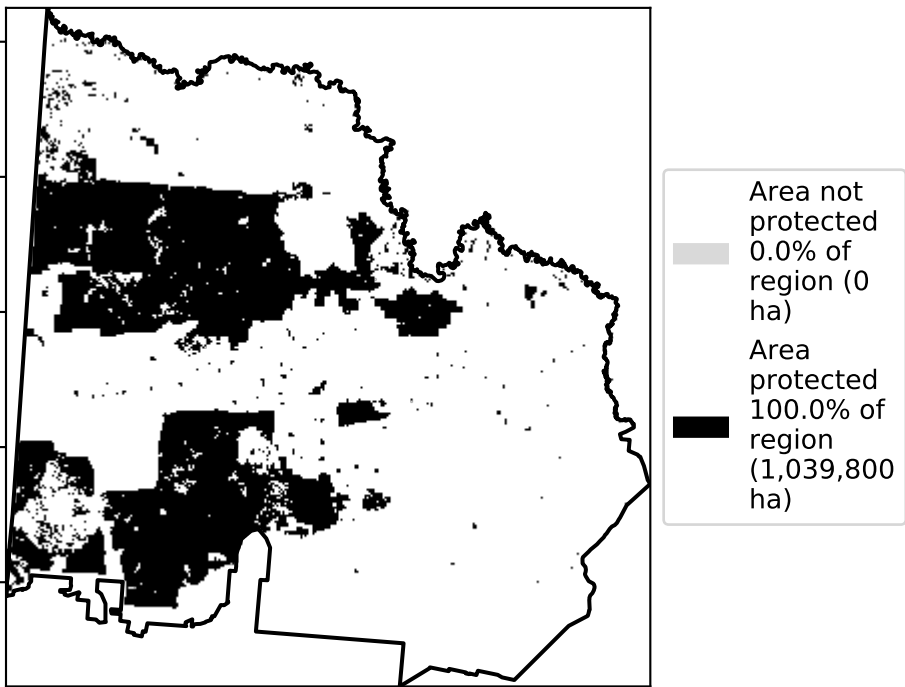 Area not
protected
0.0% of
region (0
ha)
Area
protected
100.0% of
region
(1,039,800
ha)